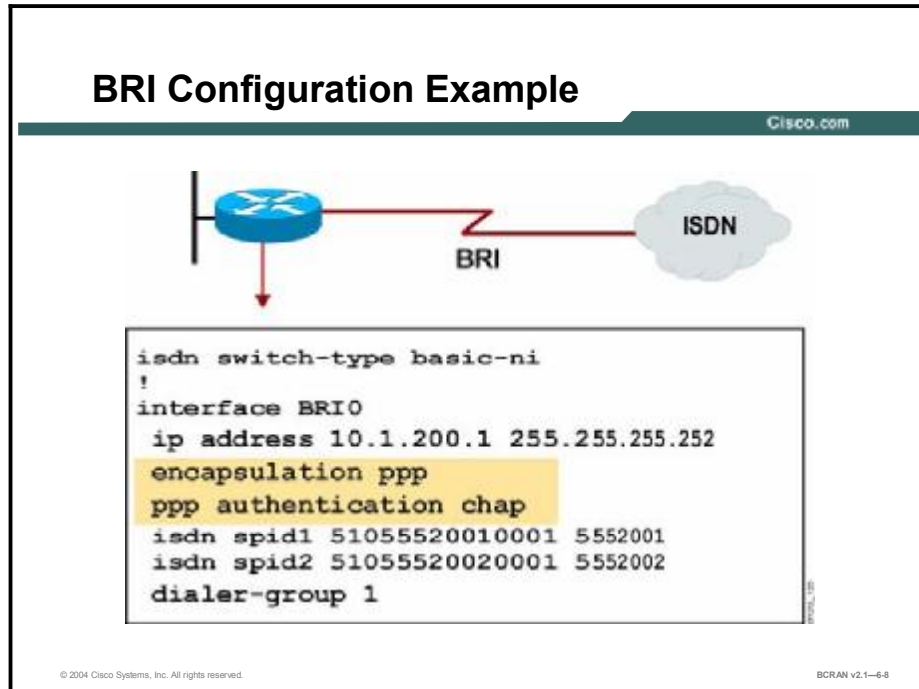 BRI Configuration Example
Cisco.com
ISDN
BRI
isdn switch-type basic-ni
!
interface BRI0
ip address 10.1.200.1 255.255.255.252
encapsulation ppp
ppp authentication chap
isdn spid1 51055520010001 5552001
isdn spid2 51055520020001 5552002
dialer-group 1
© 2004 Cisco Systems, Inc. All rights reserved.
BCRAN v2.1—6-8